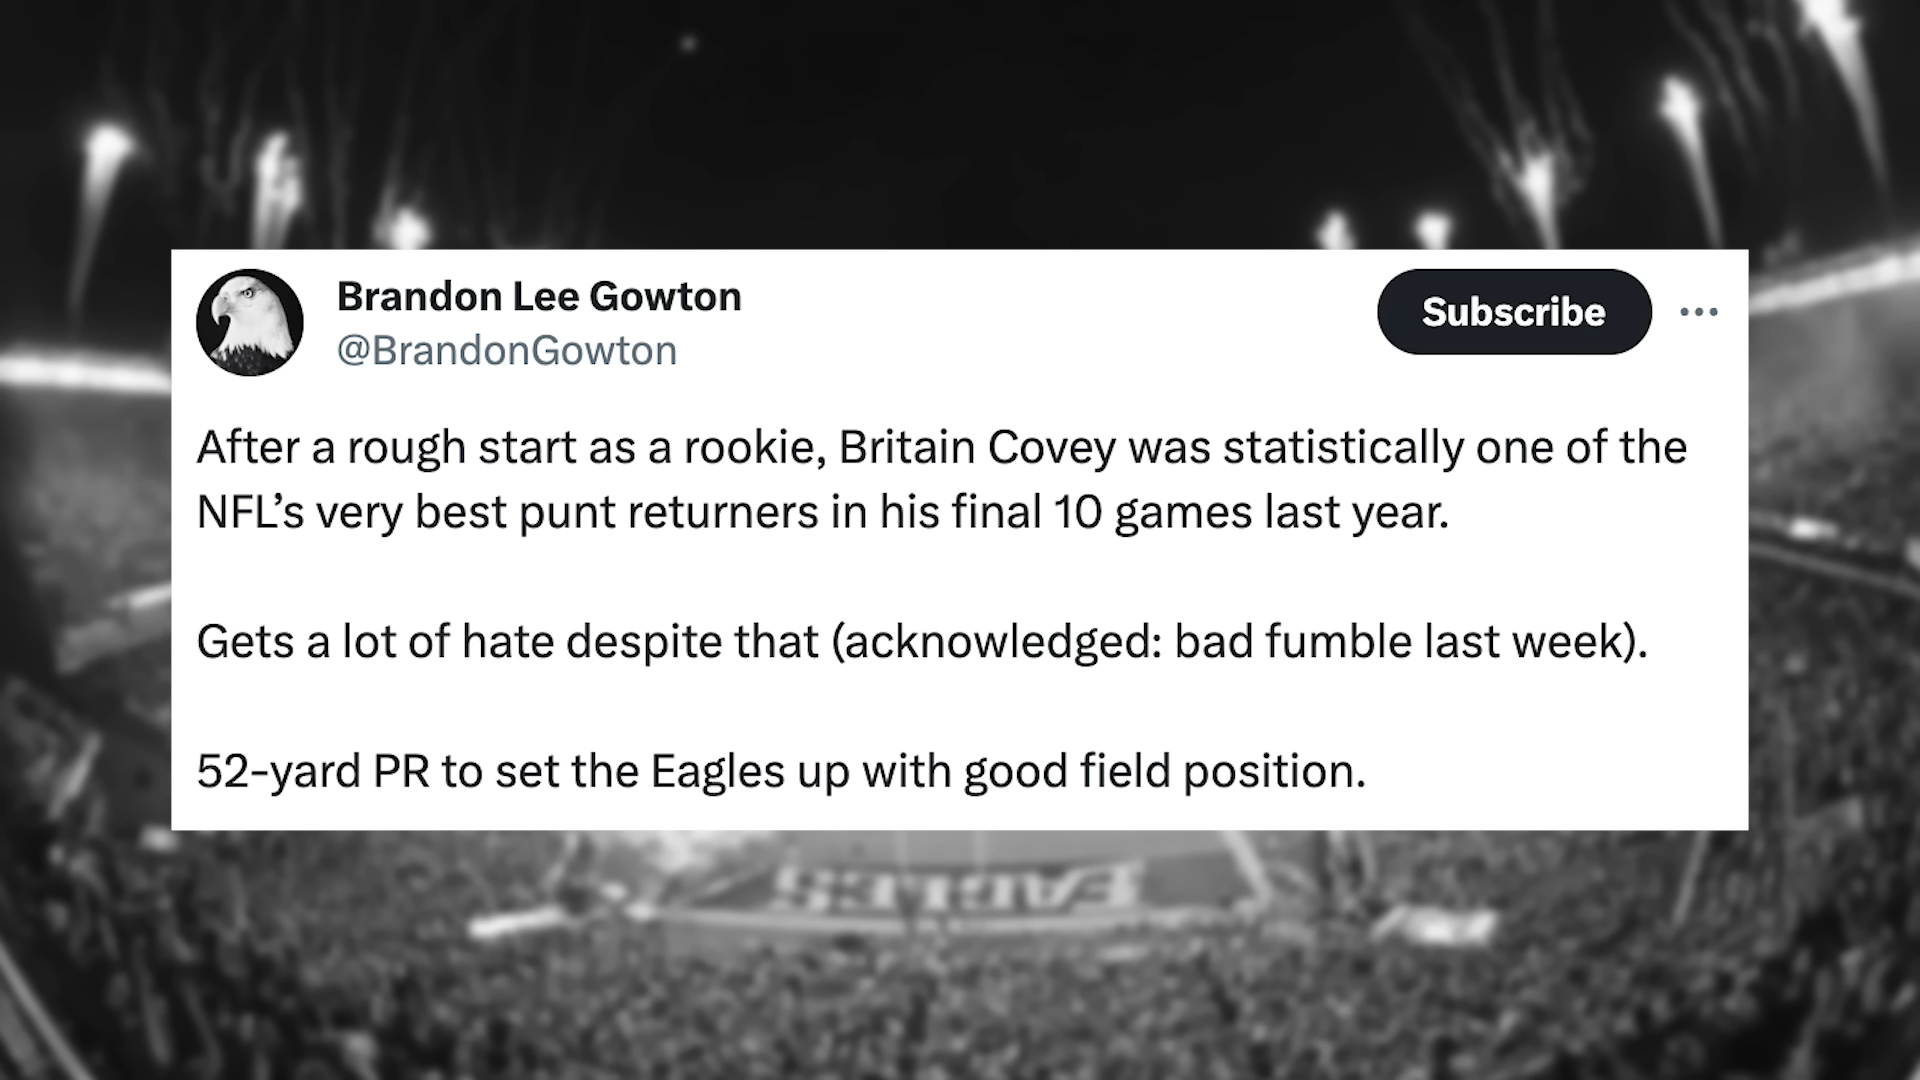 Brandon Lee Gowton
@BrandonGowton
Subscribe
After a rough start as a rookie, Britain Covey was statistically one of the
NFL’s very best punt returners in his final 10 games last year.
Gets a lot of hate despite that (acknowledged: bad fumble last week).
52-yard PR to set the Eagles up with good field position.
EAGLES